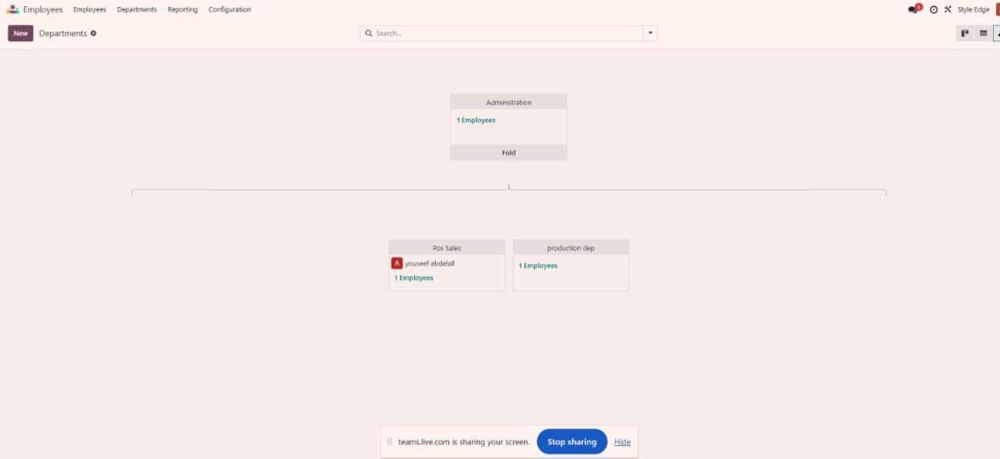 Employees Employees Departments Reporting Configuration 5 Style Edge
New Departments Search...
Administration
1 Employees
Fold
Pos Sales production dep
A youseef abdelall
1 Employees
1 Employees
teams.live.com is sharing your screen. Stop sharing Hide